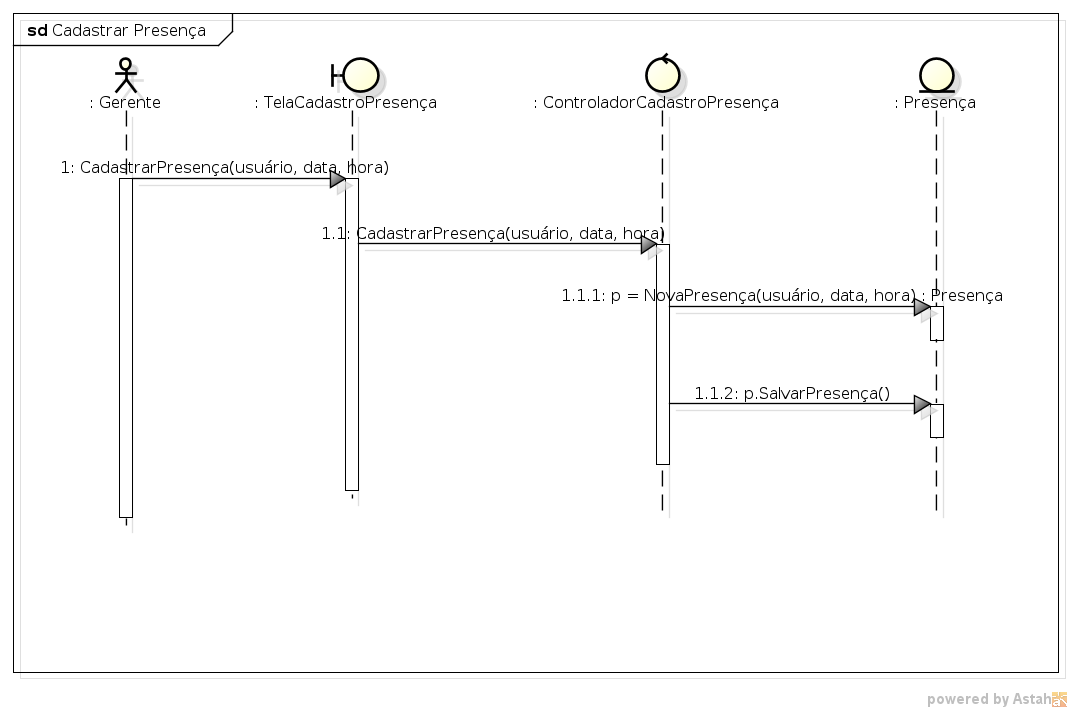 sd Cadastrar Presença
: Gerente
: TelaCadastroPresença
: ControladorCadastroPresença
: Presença
1: CadastrarPresença(usuário, data, hora)
1.1: CadastrarPresença(usuário, data, hora)
1.1.1: p = NovaPresença(usuário, data, hora) : Presença
1.1.2: p.SalvarPresença()
powered by Astah